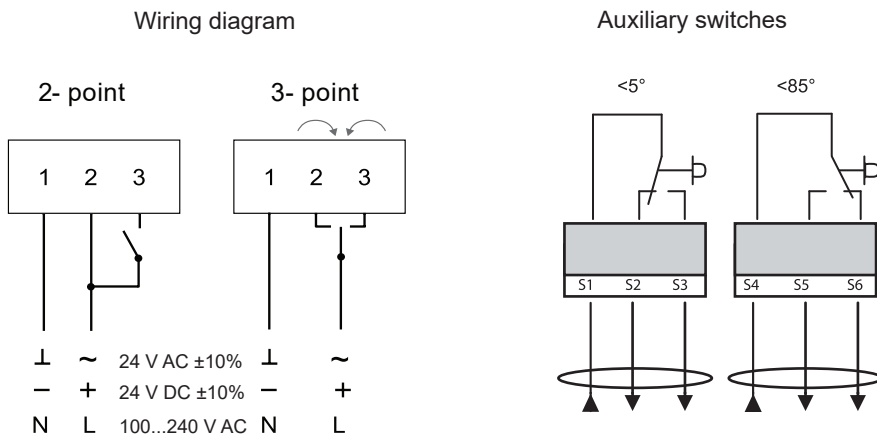 Wiring diagram
Auxiliary switches
2- point
3- point
<5°
<85°
1 2 3
1 2 3
S1 S2 S3
S4 S5 S6
⊥ ~ 24 V AC ±10% ⊥ ~
− + 24 V DC ±10% − +
N L 100...240 V AC N L